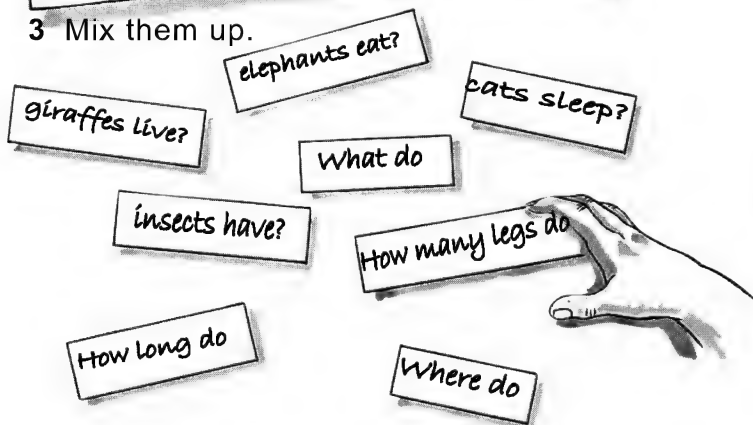 3 Mix them up.
elephants eat?
cats sleep?
giraffes live?
What do
insects have?
How many legs do
How long do
Where do